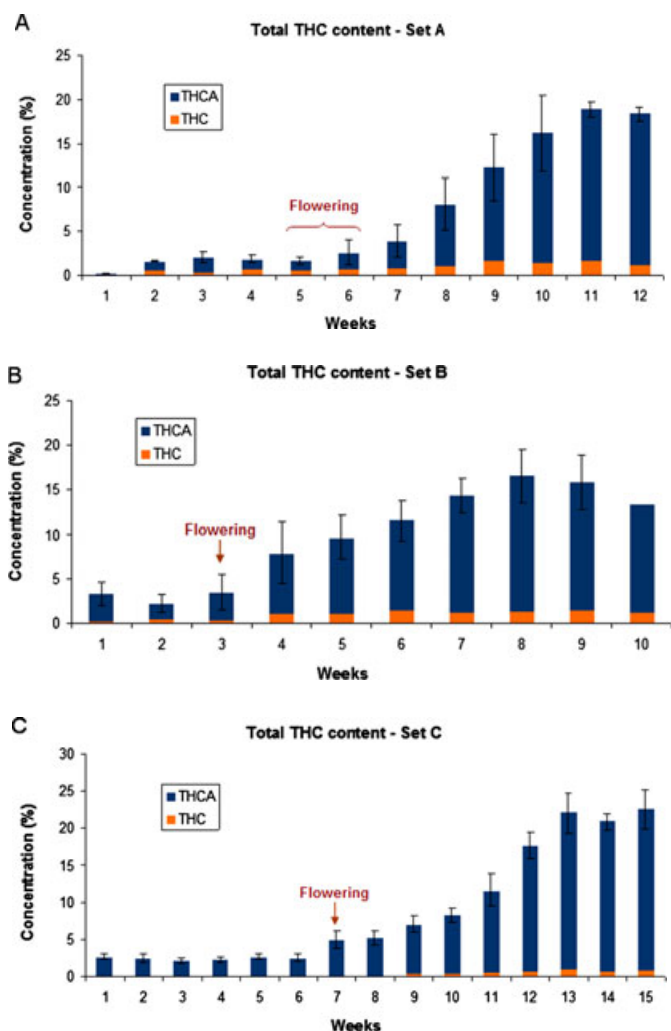 A
Total THC content - Set A
Concentration (%)
25
20
15
10
5
0
THCA
THC
Flowering
1 2 3 4 5 6 7 8 9 10 11 12
Weeks
B
Total THC content - Set B
Concentration (%)
25
20
15
10
5
0
THCA
THC
Flowering
1 2 3 4 5 6 7 8 9 10
Weeks
C
Total THC content - Set C
Concentration (%)
30
25
20
15
10
5
0
THCA
THC
Flowering
1 2 3 4 5 6 7 8 9 10 11 12 13 14 15
Weeks